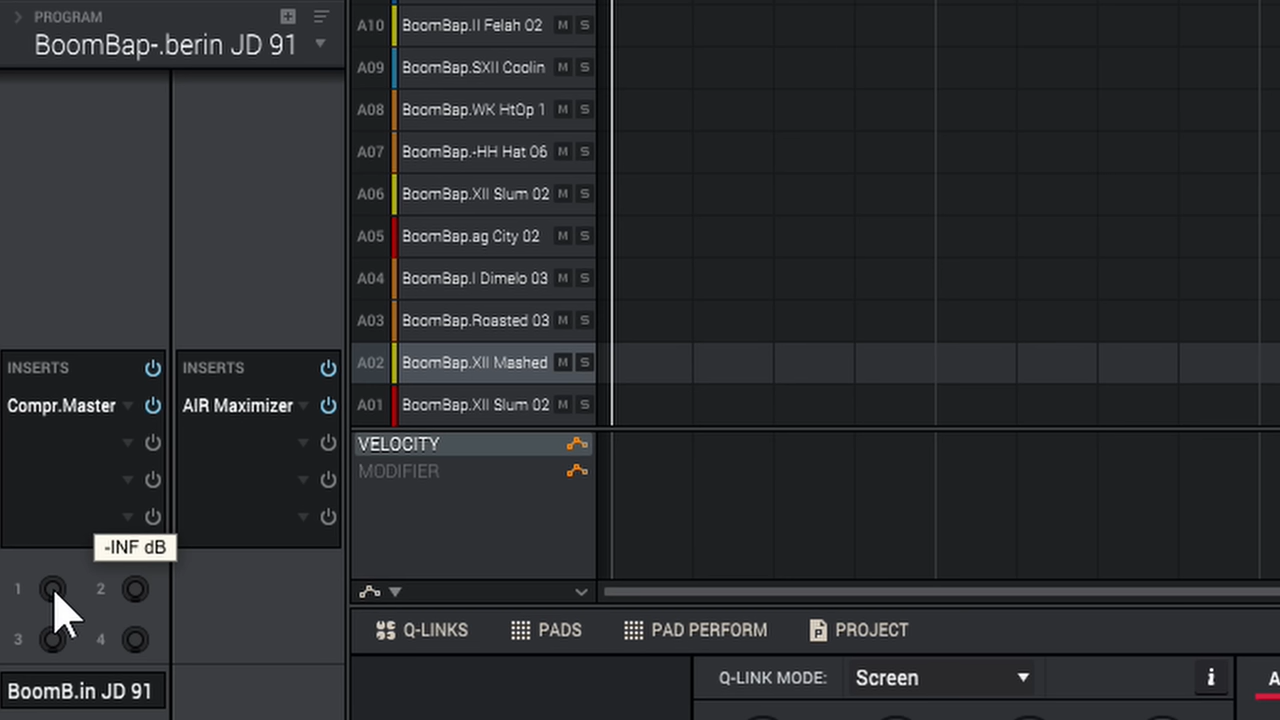 PROGRAM
BoomBap-.berin JD 91
A10 BoomBap.II Felah 02 M S
A09 BoomBap.SXII Coolin M S
A08 BoomBap.WK HtOp 1 M S
A07 BoomBap.-HH Hat 06 M S
A06 BoomBap.XII Slum 02 M S
A05 BoomBap.ag City 02 M S
A04 BoomBap.I Dimelo 03 M S
A03 BoomBap.Roasted 03 M S
A02 BoomBap.XII Mashed M S
A01 BoomBap.XII Slum 02 M S
INSERTS INSERTS
Compr.Master AIR Maximizer
-INF dB
1 2
3 4
BoomB.in JD 91
VELOCITY
MODIFIER
Q-LINKS PADS PAD PERFORM PROJECT
Q-LINK MODE: Screen i